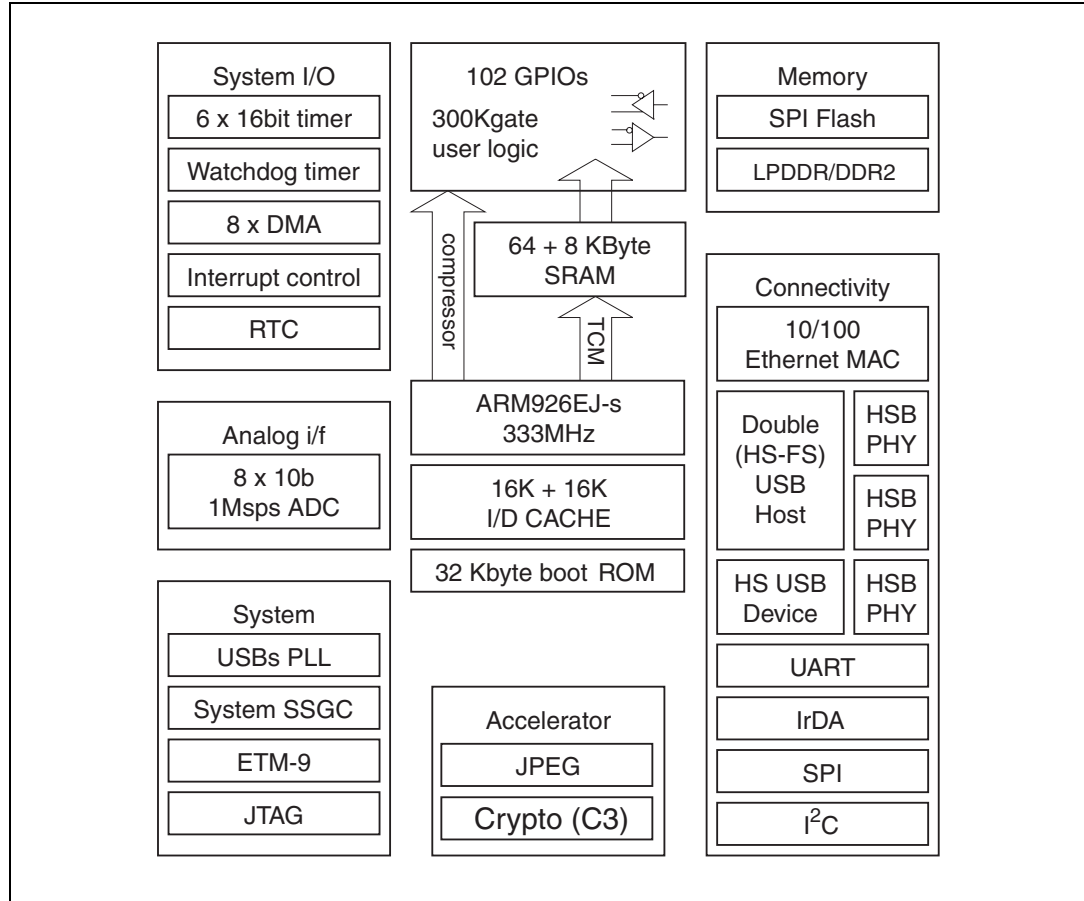 System I/O
6 x 16bit timer
Watchdog timer
8 x DMA
Interrupt control
RTC
Analog i/f
8 x 10b
1Msps ADC
System
USBs PLL
System SSGC
ETM-9
JTAG
102 GPIOs
300Kgate
user logic
compressor
64 + 8 KByte
SRAM
TCM
ARM926EJ-s
333MHz
16K + 16K
I/D CACHE
32 Kbyte boot ROM
Accelerator
JPEG
Crypto (C3)
Memory
SPI Flash
LPDDR/DDR2
Connectivity
10/100
Ethernet MAC
Double
(HS-FS)
USB
Host
HSB
PHY
HSB
PHY
HS USB
Device
HSB
PHY
UART
IrDA
SPI
I²C